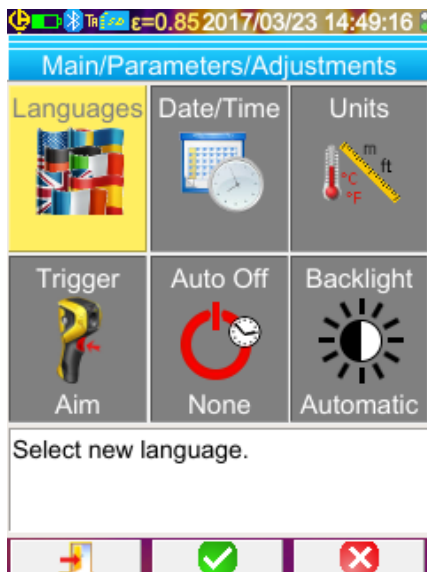 TA ε=0.85 2017/03/23 14:49:16
Main/Parameters/Adjustments
Languages Date/Time Units
m
ft
°C
°F
Trigger Auto Off Backlight
Aim None Automatic
Select new language.